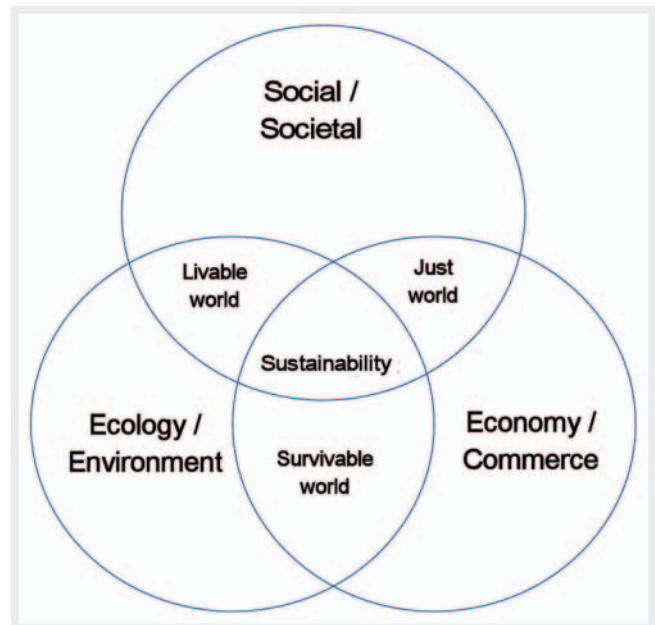 Social /
Societal
Livable
world
Just
world
Sustainability
Ecology /
Environment
Economy /
Commerce
Survivable
world